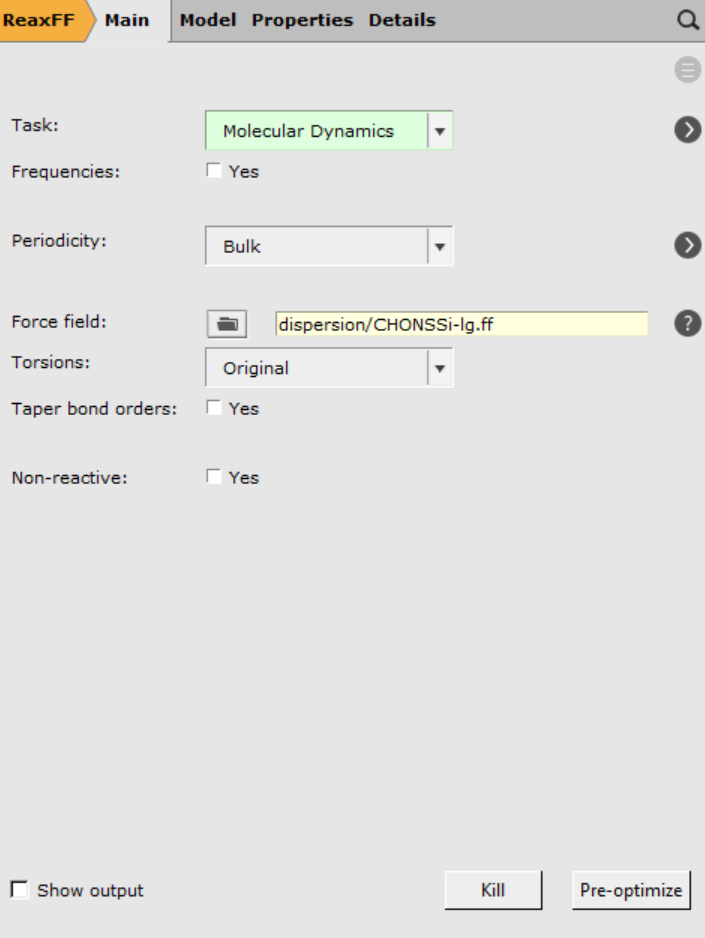 ReaxFF Main Model Properties Details
Task: Molecular Dynamics
Frequencies: Yes
Periodicity: Bulk
Force field: dispersion/CHONSSi-lg.ff ?
Torsions: Original
Taper bond orders: Yes
Non-reactive: Yes
Show output Kill Pre-optimize